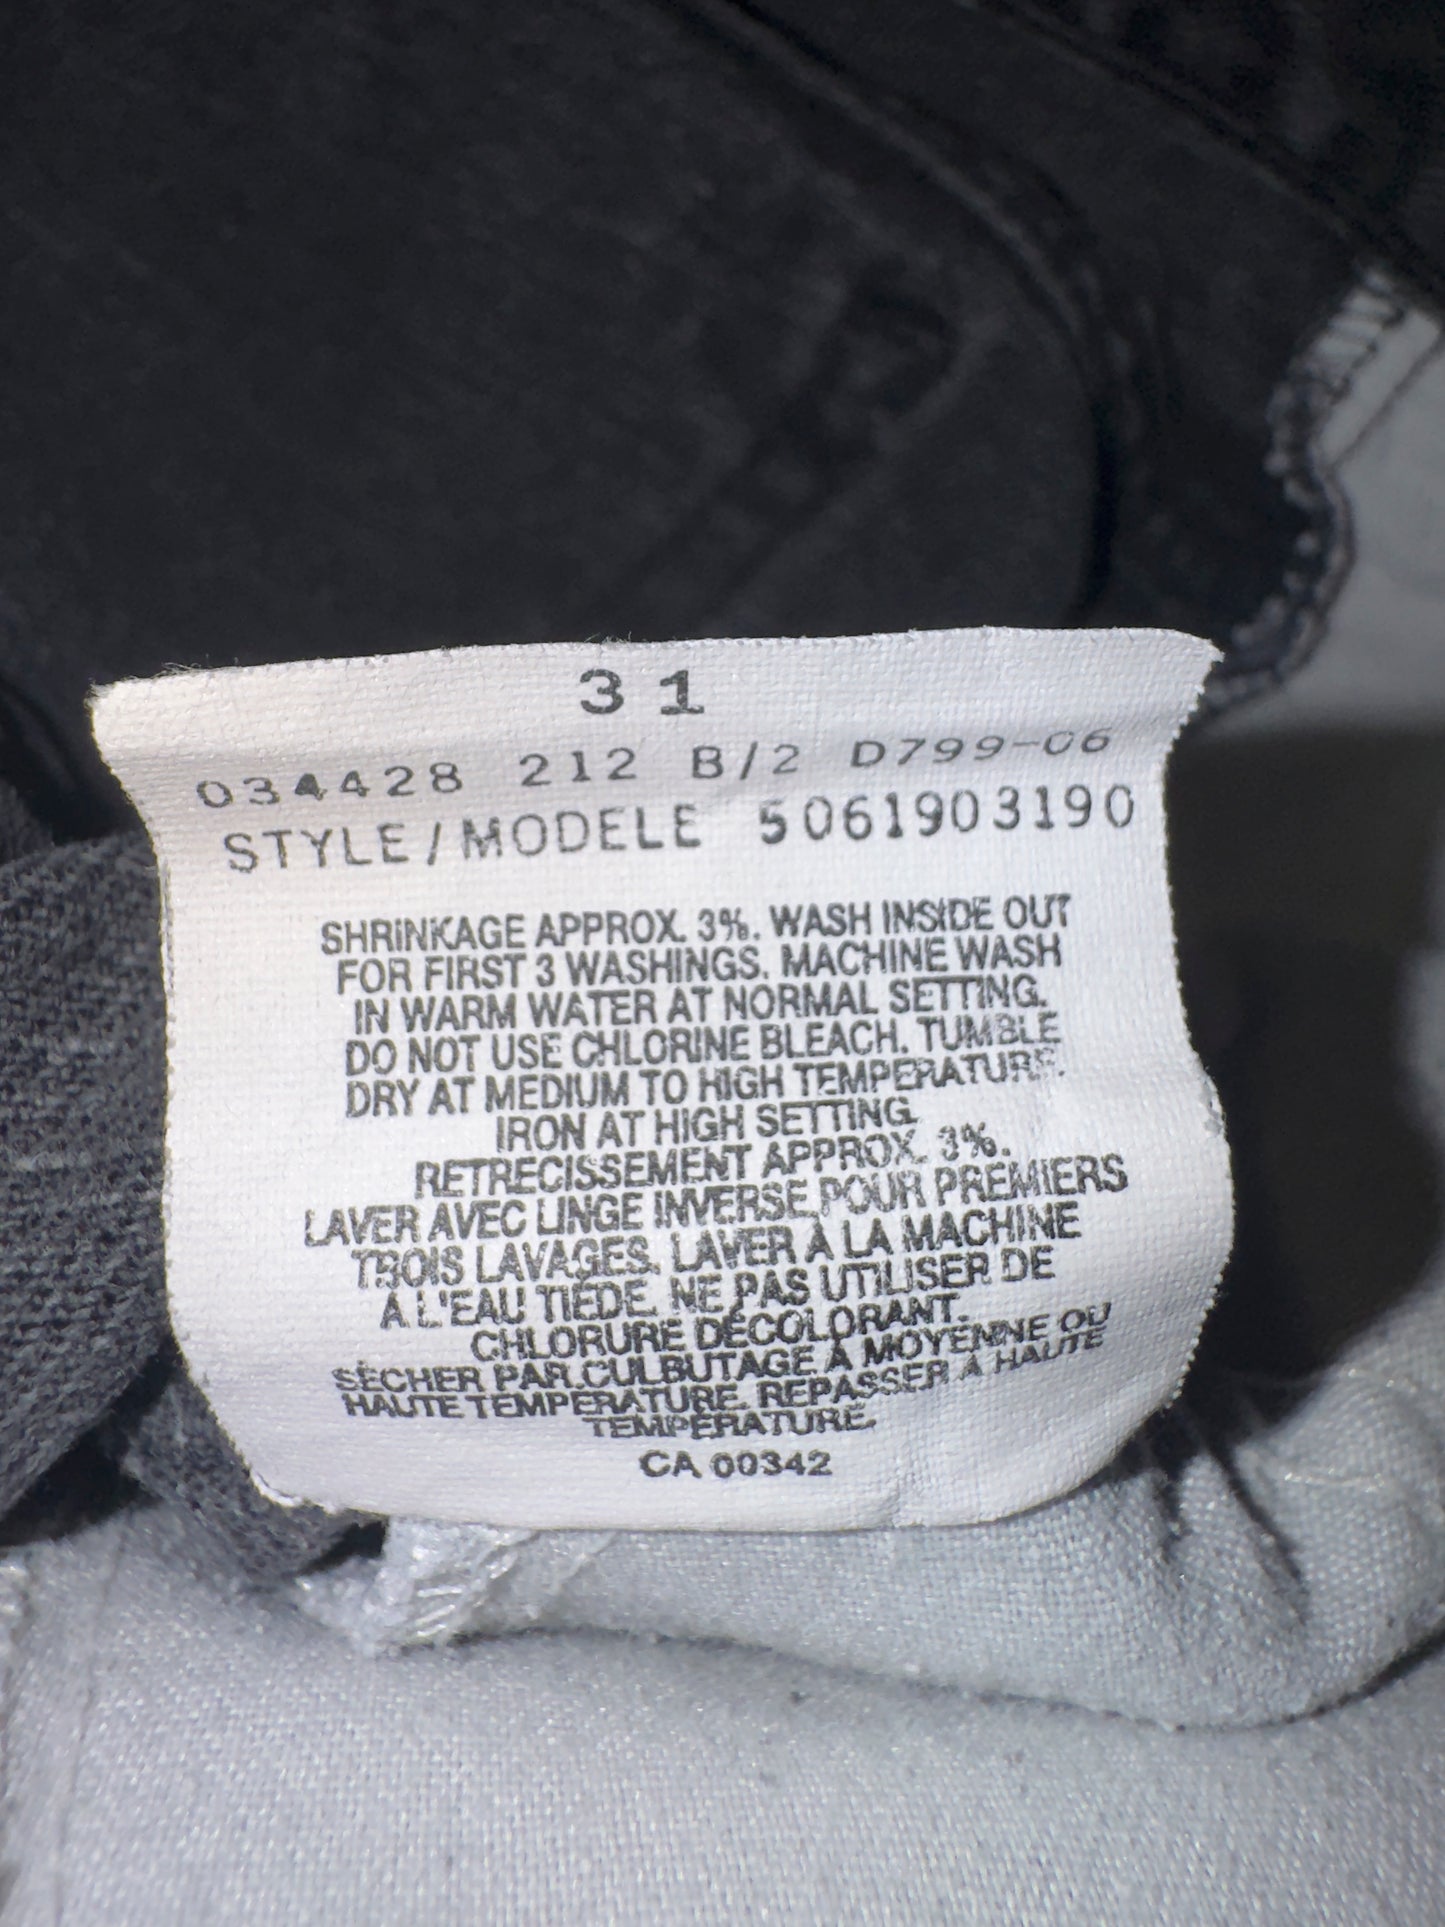 31
034428 212 B/2 D799-06
STYLE/MODELE 5061903190
SHRINKAGE APPROX. 3%. WASH INSIDE OUT
FOR FIRST 3 WASHINGS. MACHINE WASH
IN WARM WATER AT NORMAL SETTING.
DO NOT USE CHLORINE BLEACH. TUMBLE
DRY AT MEDIUM TO HIGH TEMPERATURE.
IRON AT HIGH SETTING.
RETRECISSEMENT APPROX. 3%.
LAVER AVEC LINGE INVERSE POUR PREMIERS
TROIS LAVAGES. LAVER À LA MACHINE
À L'EAU TIÉDE. NE PAS UTILISER DE
CHLORURE DÉCOLORANT.
SÉCHER PAR CULBUTAGE À MOYENNE OU
HAUTE TEMPÉRATURE. REPASSER À HAUTE
TEMPÉRATURE.
CA 00342